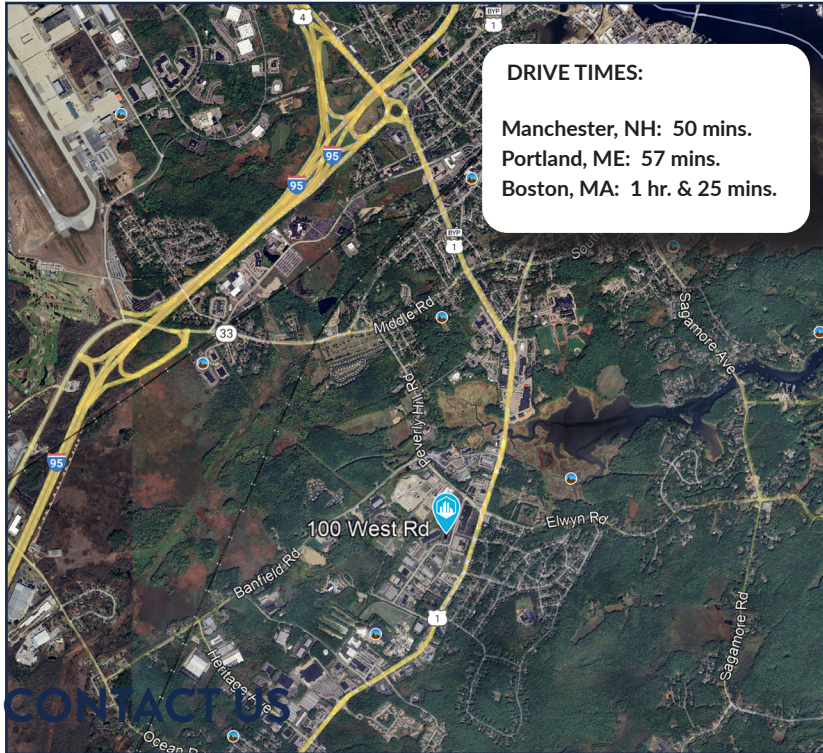 4
BYP
1
DRIVE TIMES:
Manchester, NH: 50 mins.
Portland, ME: 57 mins.
Boston, MA: 1 hr. & 25 mins.
95
95
BYP
1
Sagamore Ave
33
Middle Rd
Peverly Hill Rd
95
100 West Rd
Elwyn Rd
Banfield Rd
1
Sagamore Rd
Heritage
CONTACT US
Ocean